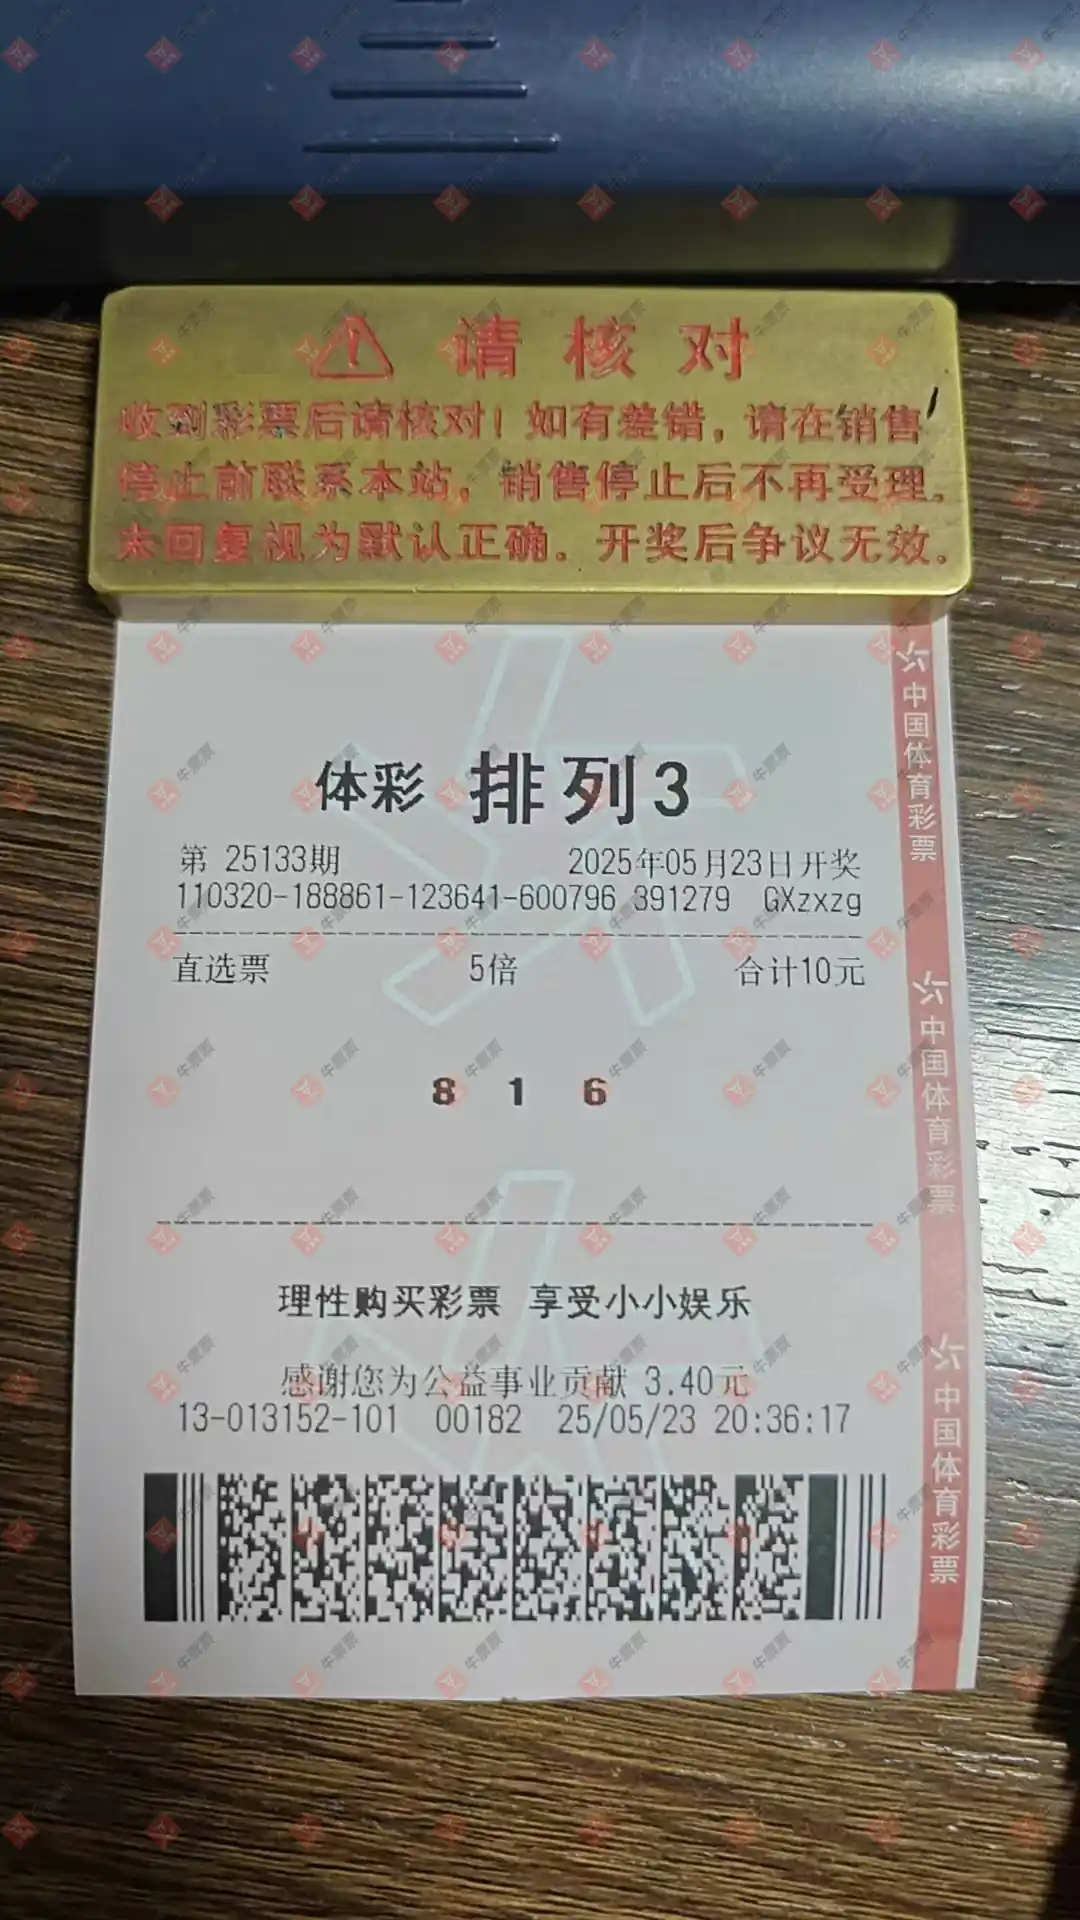 请核对
收到彩票后请核对！如有差错，请在销售
停止前联系本站，销售停止后不再受理。
未回复视为默认正确。开奖后争议无效。
体彩 排列3
第 25133期 2025年05月23日开奖
110320-188861-123641-600796 391279 GXzxzg
直选票 5倍 合计10元
8 1 6
理性购买彩票 享受小小娱乐
感谢您为公益事业贡献 3.40元
13-013152-101 00182 25/05/23 20:36:17
中国体育彩票
中国体育彩票
中国体育彩票
牛票票